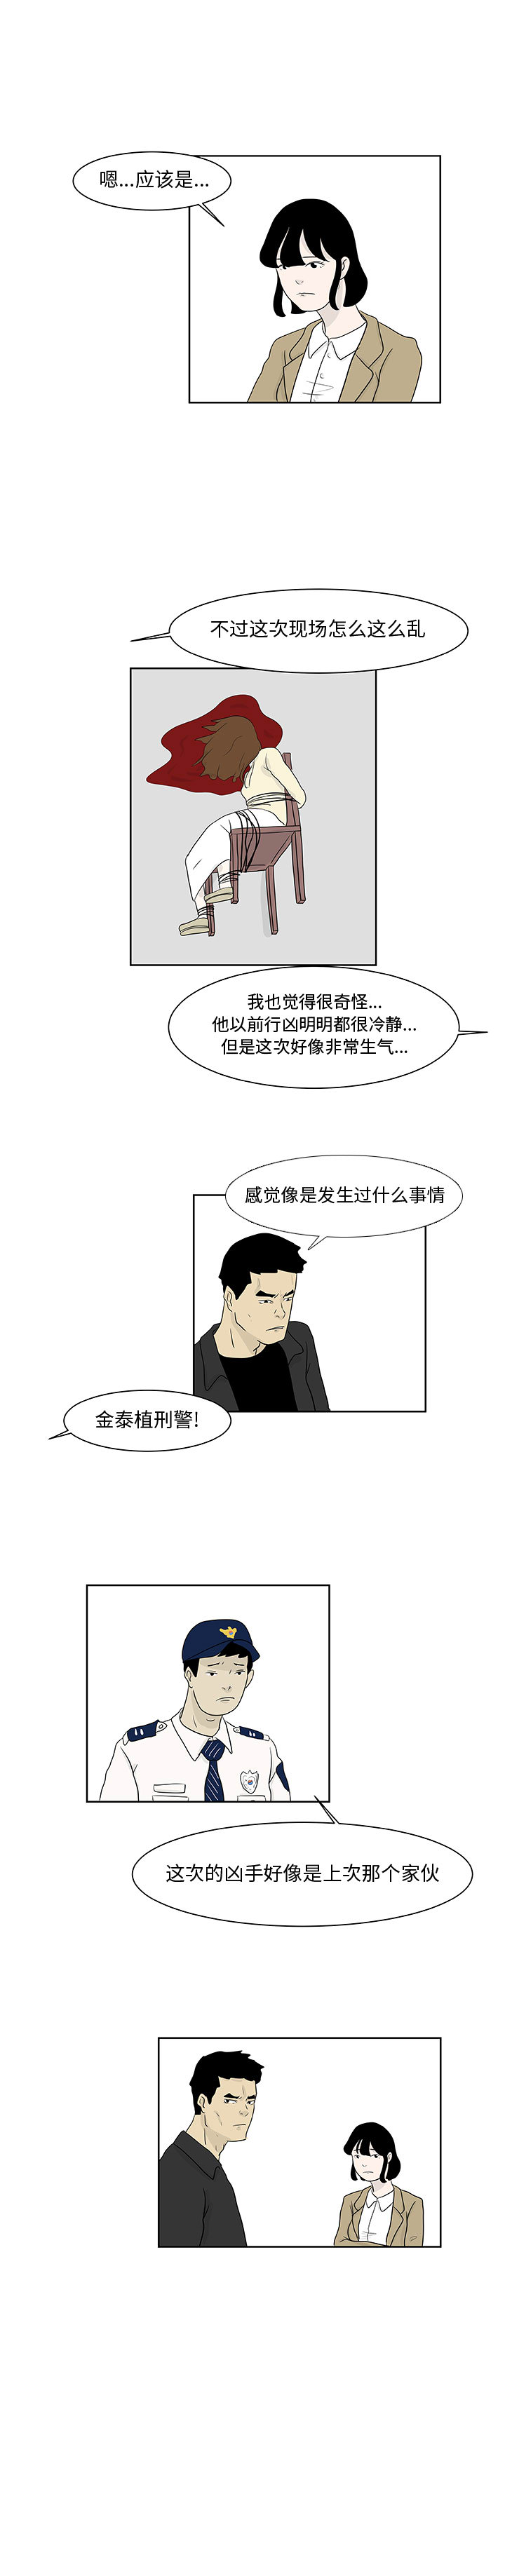 嗯...应该是...
不过这次现场怎么这么乱
我也觉得很奇怪...
他以前行凶明明都很冷静...
但是这次好像非常生气...
感觉像是发生过什么事情
金泰植刑警!
这次的凶手好像是上次那个家伙